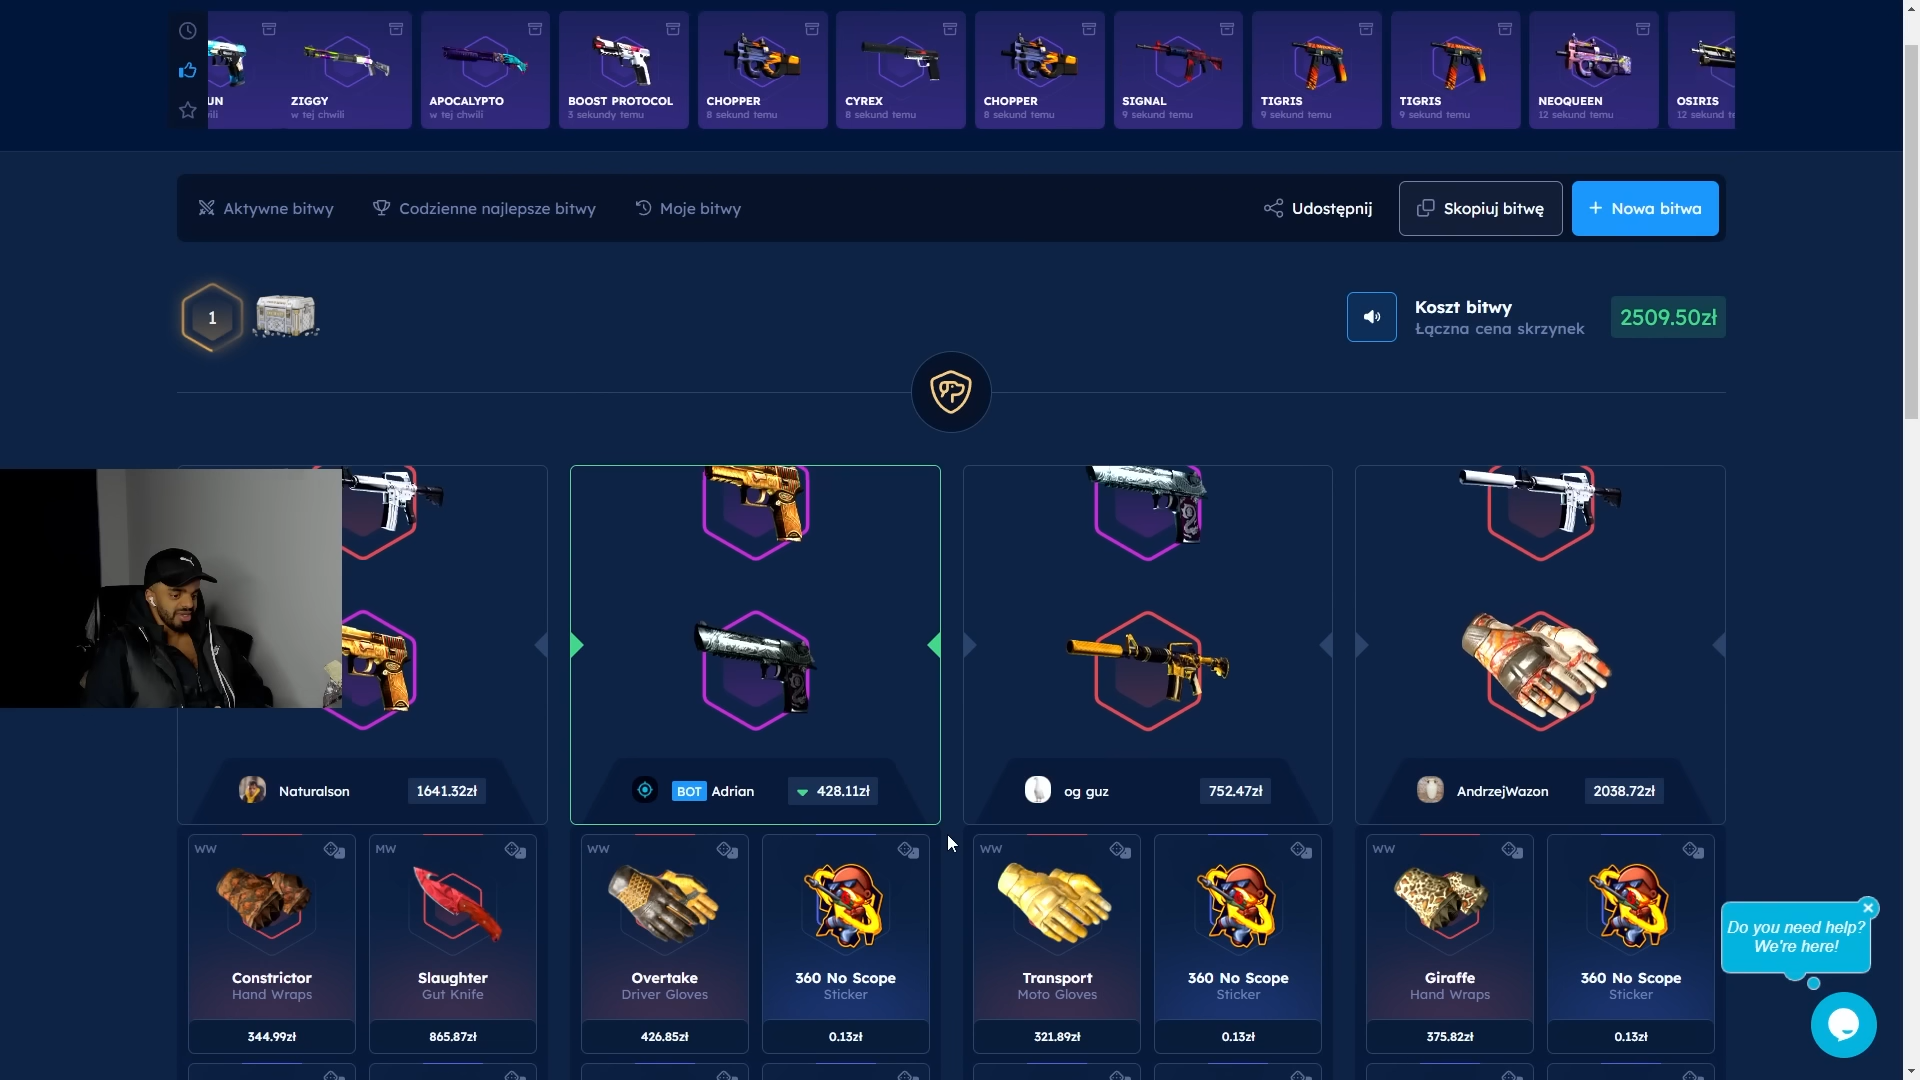 UN
ili
ZIGGY
w tej chwili
APOCALYPTO
w tej chwili
BOOST PROTOCOL
3 sekundy temu
CHOPPER
8 sekund temu
CYREX
8 sekund temu
CHOPPER
8 sekund temu
SIGNAL
9 sekund temu
TIGRIS
9 sekund temu
TIGRIS
9 sekund temu
NEOQUEEN
12 sekund temu
OSIRIS
12 sekund te
Aktywne bitwy
Codzienne najlepsze bitwy
Moje bitwy
Udostępnij
Skopiuj bitwę
+ Nowa bitwa
1
Koszt bitwy
Łączna cena skrzynek
2509.50zł
Naturalson
1641.32zł
BOT Adrian
428.11zł
og guz
752.47zł
AndrzejWazon
2038.72zł
WW
Constrictor
Hand Wraps
344.99zł
MW
Slaughter
Gut Knife
865.87zł
WW
Overtake
Driver Gloves
426.85zł
360 No Scope
Sticker
0.13zł
WW
Transport
Moto Gloves
321.89zł
360 No Scope
Sticker
0.13zł
WW
Giraffe
Hand Wraps
375.82zł
360 No Scope
Sticker
0.13zł
Do you need help?
We're here!